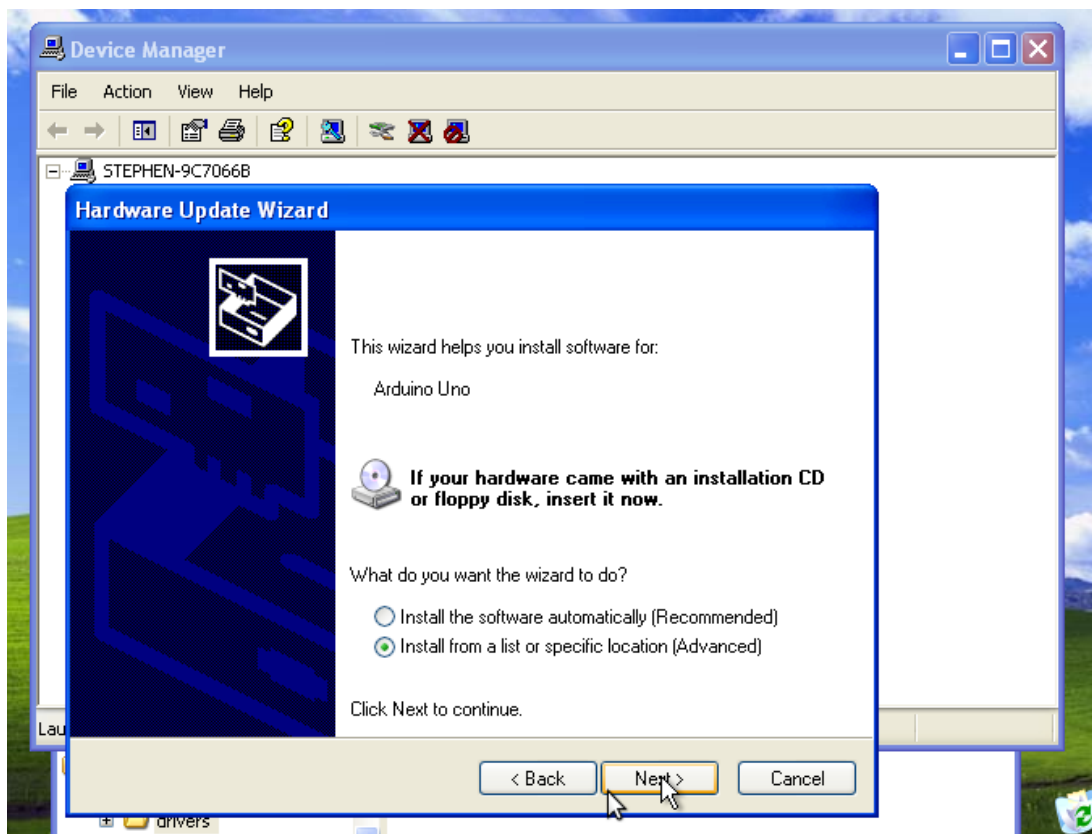 Device Manager
File Action View Help
STEPHEN-9C7066B
Hardware Update Wizard
This wizard helps you install software for:
Arduino Uno
If your hardware came with an installation CD
or floppy disk, insert it now.
What do you want the wizard to do?
Install the software automatically (Recommended)
Install from a list or specific location (Advanced)
Click Next to continue.
Lau
< Back Next > Cancel
drivers